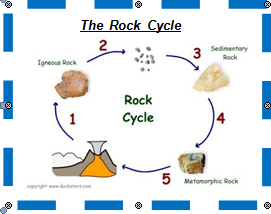 The Rock Cycle
2
3
Sedimentary
Rock
Igneous Rock
Rock
Cycle
1
4
5
Metamorphic Rock
copyright www.ducksters.com